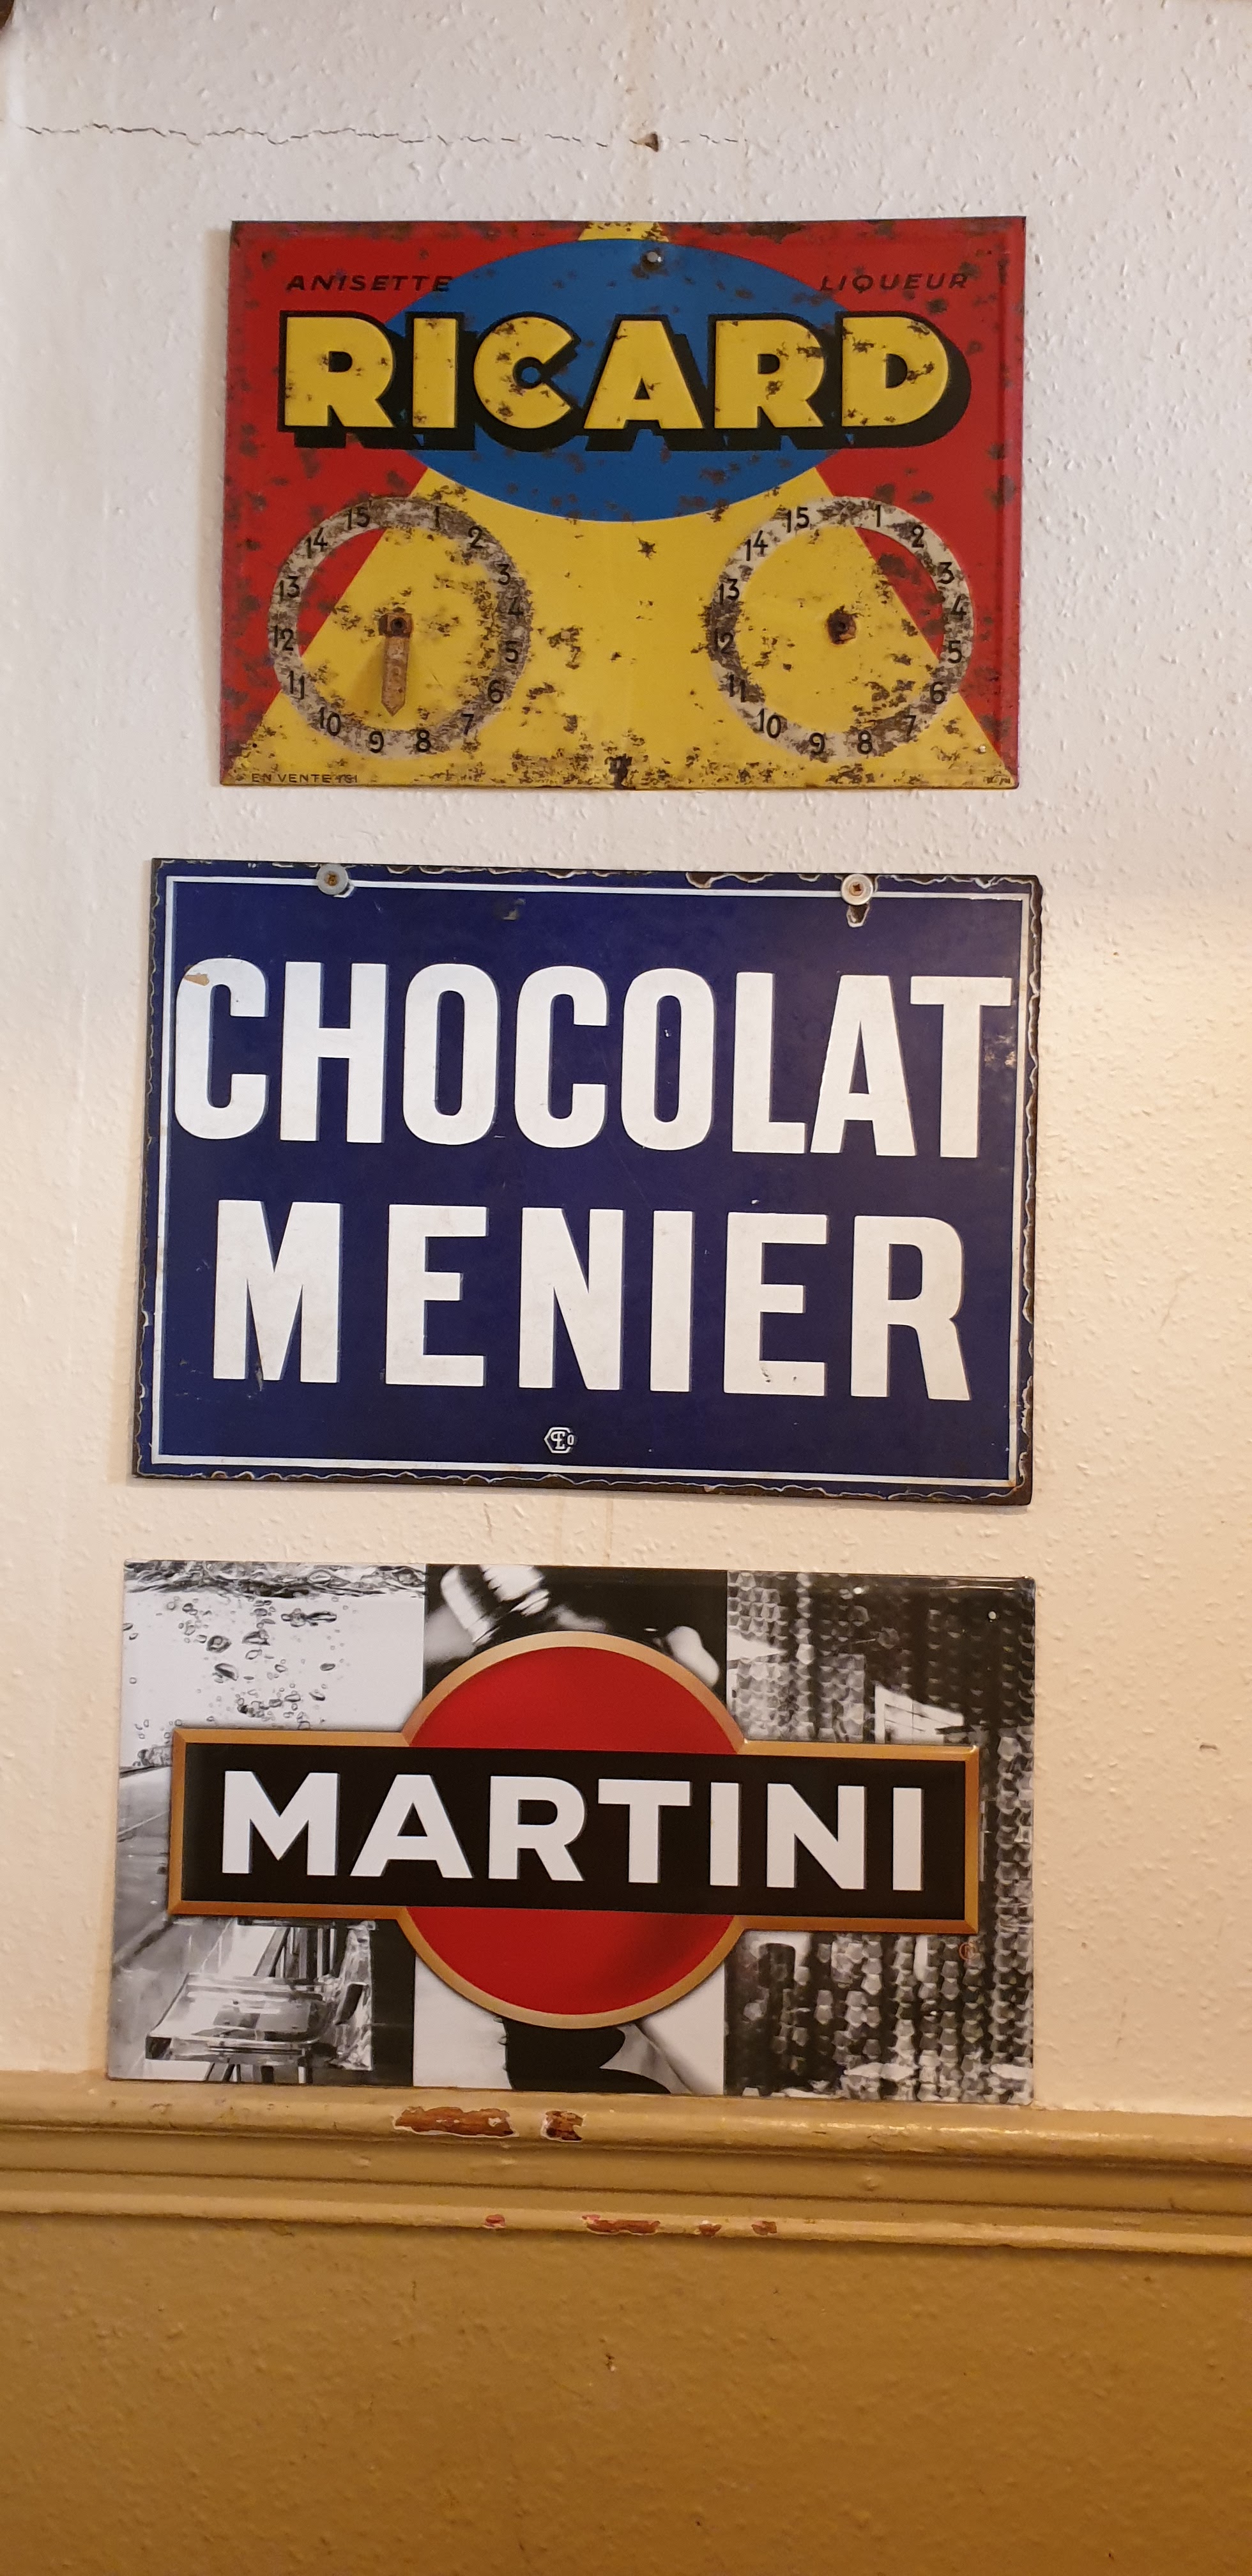 ANISETTE LIQUEUR
RICARD
15 1 15 1
14 2 14 2
13 3 13 3
12 4 12 4
11 5 11 5
10 6 10 6
9 8 7 9 8 7
EN VENTE ICI
CHOCOLAT
MENIER
MARTINI
®